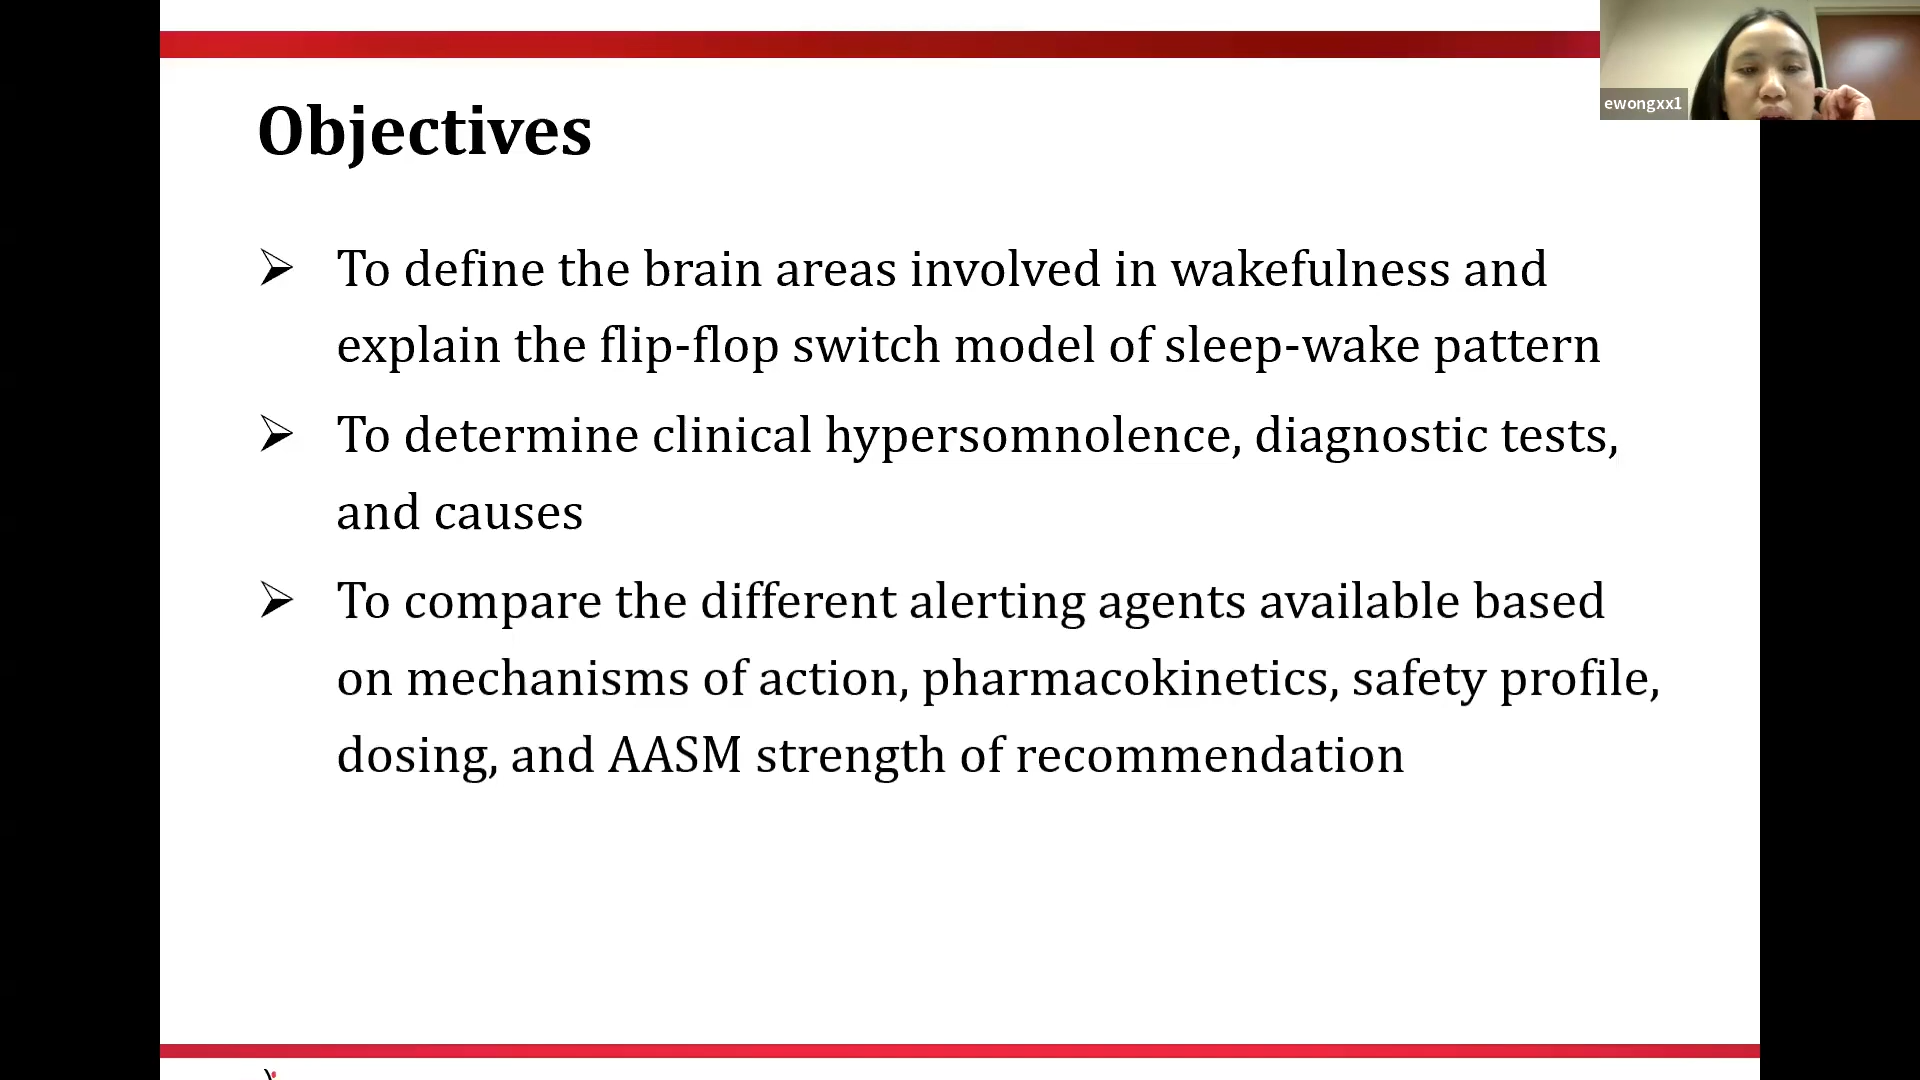 ewongxx1
Objectives
➢ To define the brain areas involved in wakefulness and
explain the flip-flop switch model of sleep-wake pattern
➢ To determine clinical hypersomnolence, diagnostic tests,
and causes
➢ To compare the different alerting agents available based
on mechanisms of action, pharmacokinetics, safety profile,
dosing, and AASM strength of recommendation